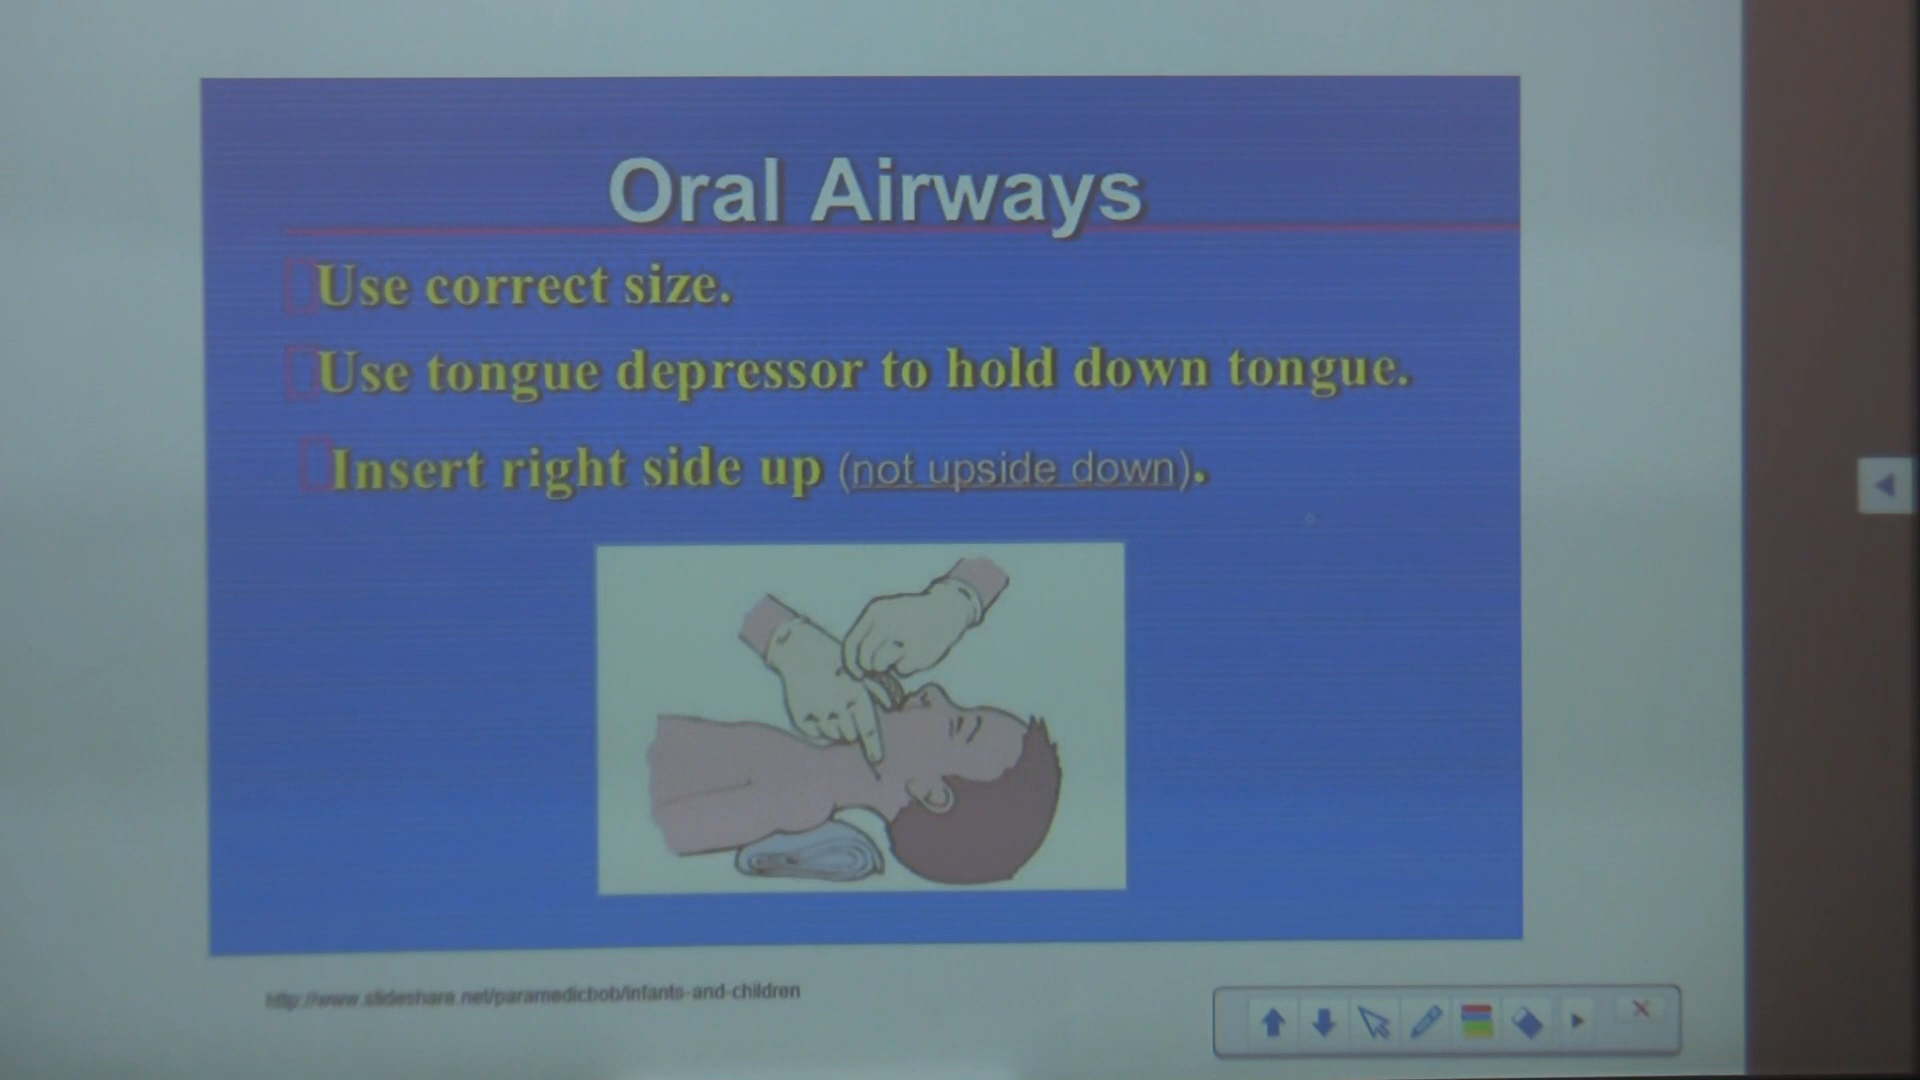 Oral Airways
Use correct size.
Use tongue depressor to hold down tongue.
Insert right side up (not upside down).
http://www.slideshare.net/paramedicbob/infants-and-children